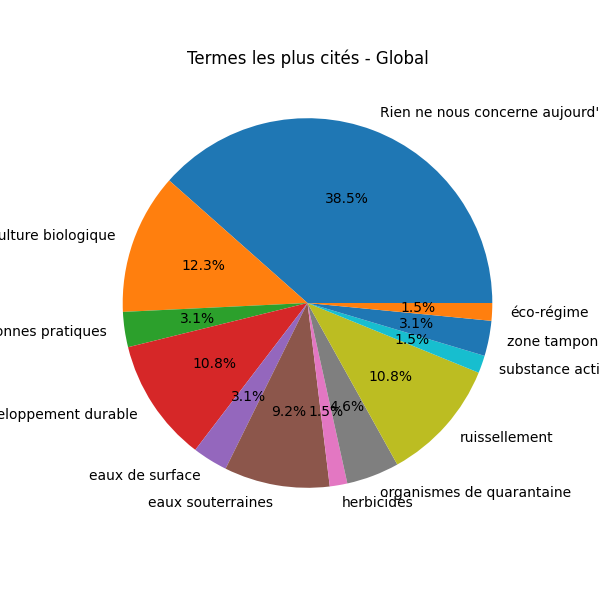 Termes les plus cités - Global
Rien ne nous concerne aujourd'
38.5%
ulture biologique
12.3%
onnes pratiques
3.1%
eloppement durable
10.8%
eaux de surface
3.1%
eaux souterraines
9.2%
herbicides
1.5%
organismes de quarantaine
4.6%
ruissellement
10.8%
substance acti
1.5%
zone tampon
3.1%
éco-régime
1.5%